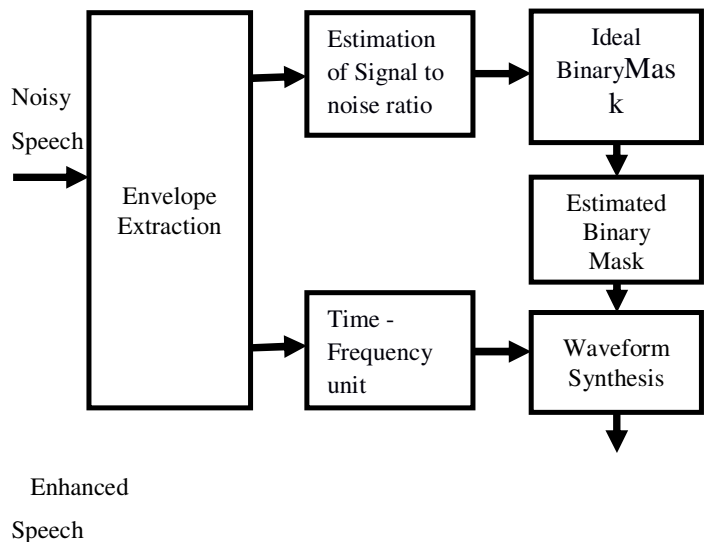 Noisy
Speech
Envelope
Extraction
Estimation
of Signal to
noise ratio
Ideal
BinaryMas
k
Estimated
Binary
Mask
Time -
Frequency
unit
Waveform
Synthesis
Enhanced
Speech